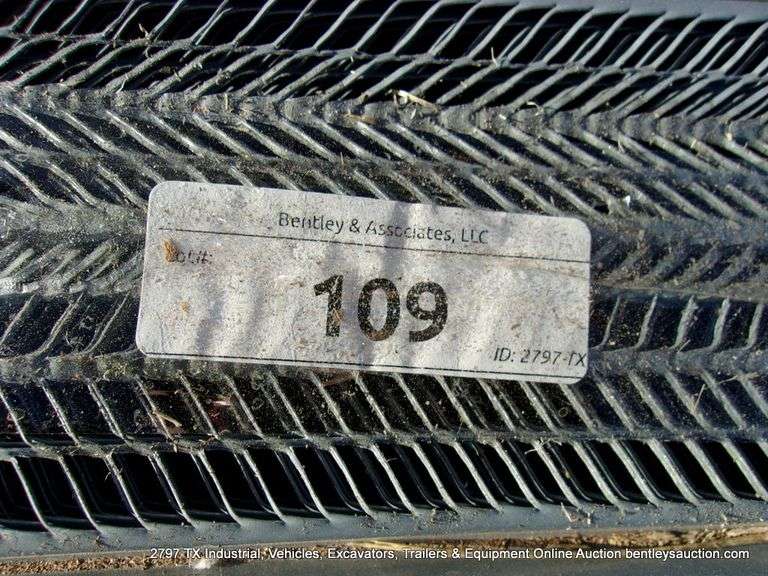 Bentley & Associates, LLC
Lot#:
109
ID: 2797-TX
2797 TX Industrial, Vehicles, Excavators, Trailers & Equipment Online Auction bentleysauction.com